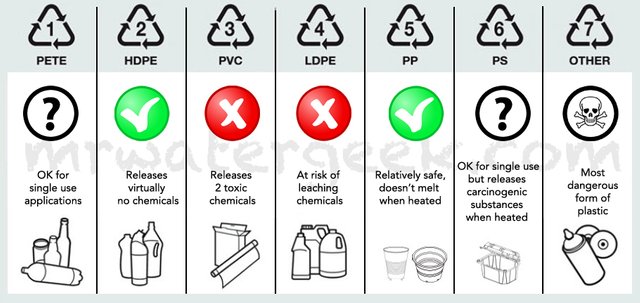 1
PETE
?
OK for
single use
applications
2
HDPE
Releases
virtually
no chemicals
3
PVC
X
Releases
2 toxic
chemicals
4
LDPE
X
At risk of
leaching
chemicals
5
PP
Relatively safe,
doesn't melt
when heated
6
PS
?
OK for single use
but releases
carcinogenic
substances
when heated
7
OTHER
Most
dangerous
form of
plastic
mrwatergeek.com